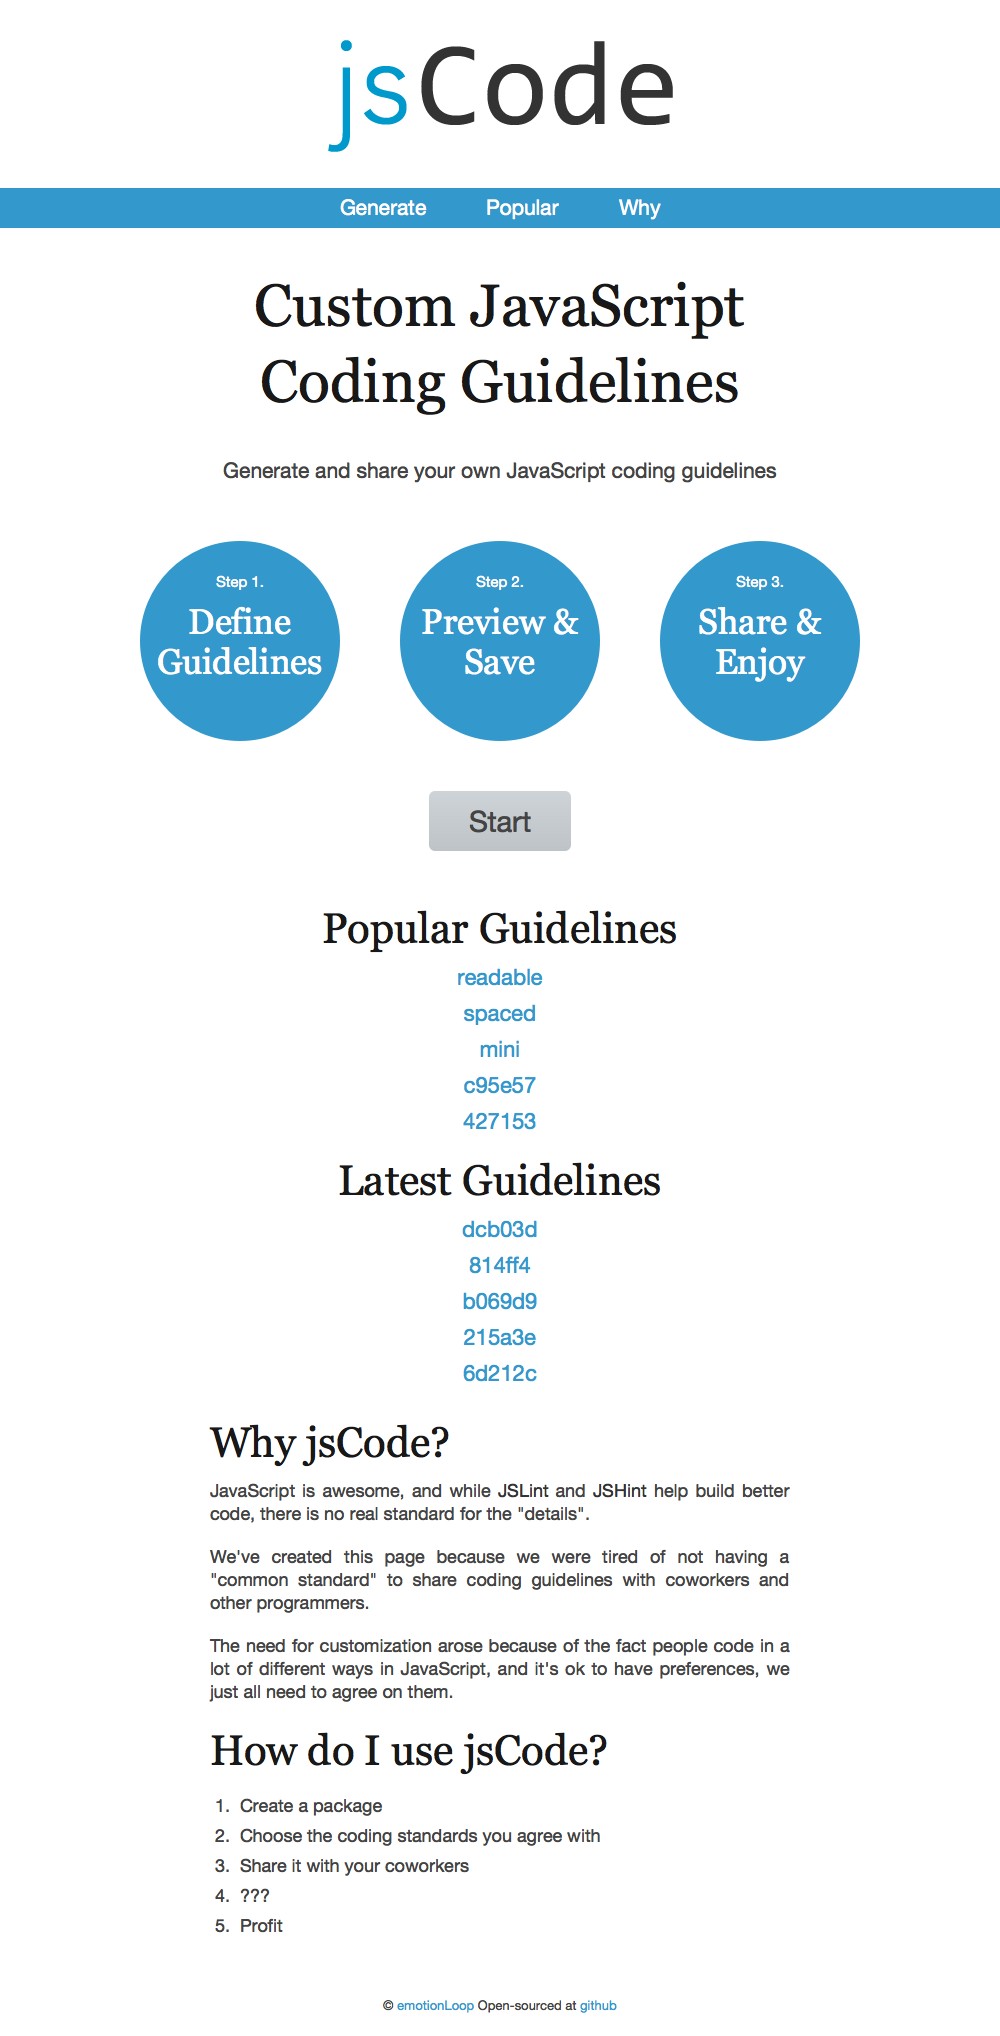 jsCode
Generate Popular Why
Custom JavaScript
Coding Guidelines
Generate and share your own JavaScript coding guidelines
Step 1.
Define
Guidelines
Step 2.
Preview &
Save
Step 3.
Share &
Enjoy
Start
Popular Guidelines
readable
spaced
mini
c95e57
427153
Latest Guidelines
dcb03d
814ff4
b069d9
215a3e
6d212c
Why jsCode?
JavaScript is awesome, and while JSLint and JSHint help build better
code, there is no real standard for the "details".
We've created this page because we were tired of not having a
"common standard" to share coding guidelines with coworkers and
other programmers.
The need for customization arose because of the fact people code in a
lot of different ways in JavaScript, and it's ok to have preferences, we
just all need to agree on them.
How do I use jsCode?
1. Create a package
2. Choose the coding standards you agree with
3. Share it with your coworkers
4. ???
5. Profit
© emotionLoop Open-sourced at github